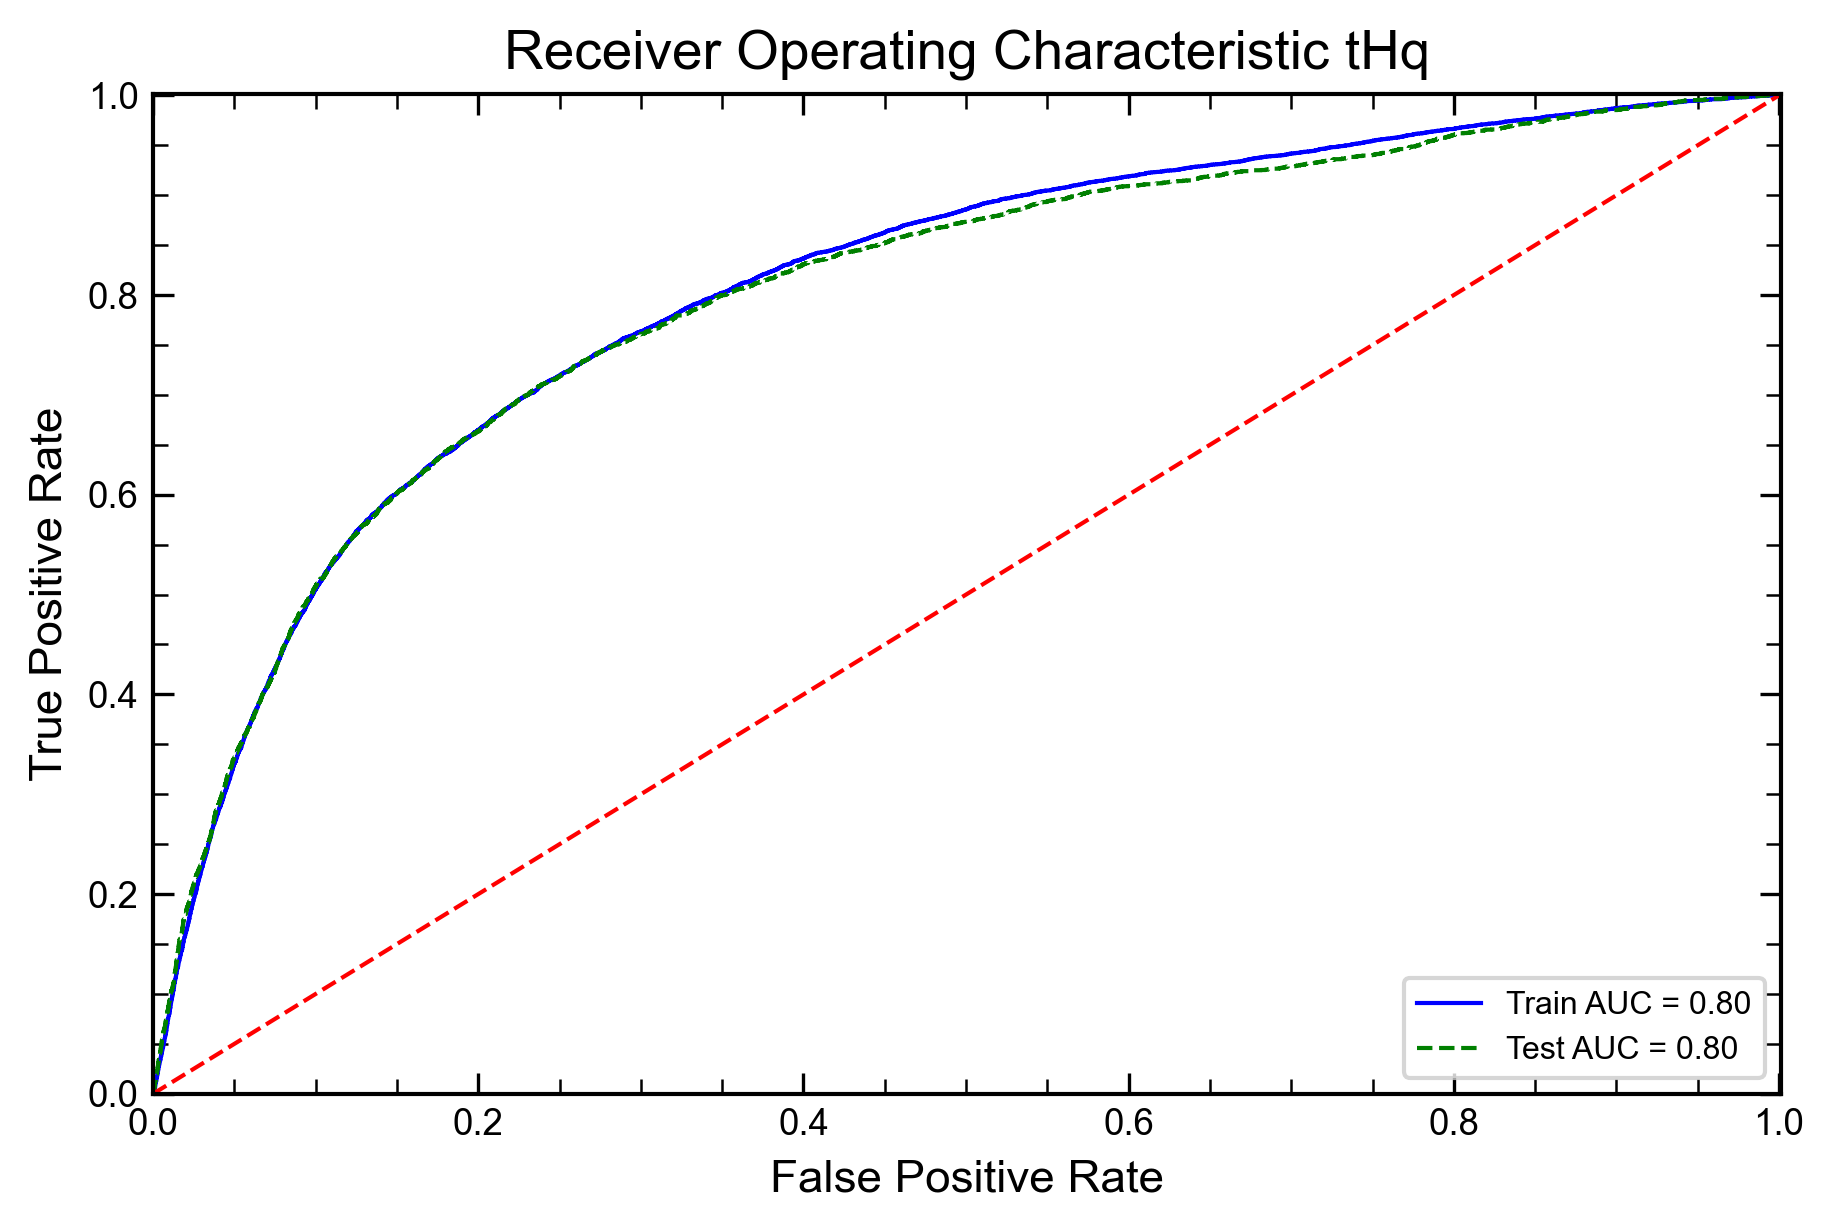 Receiver Operating Characteristic tHq
1.0
0.8
0.6
0.4
0.2
0.0
True Positive Rate
Train AUC = 0.80
Test AUC = 0.80
0.0 0.2 0.4 0.6 0.8 1.0
False Positive Rate